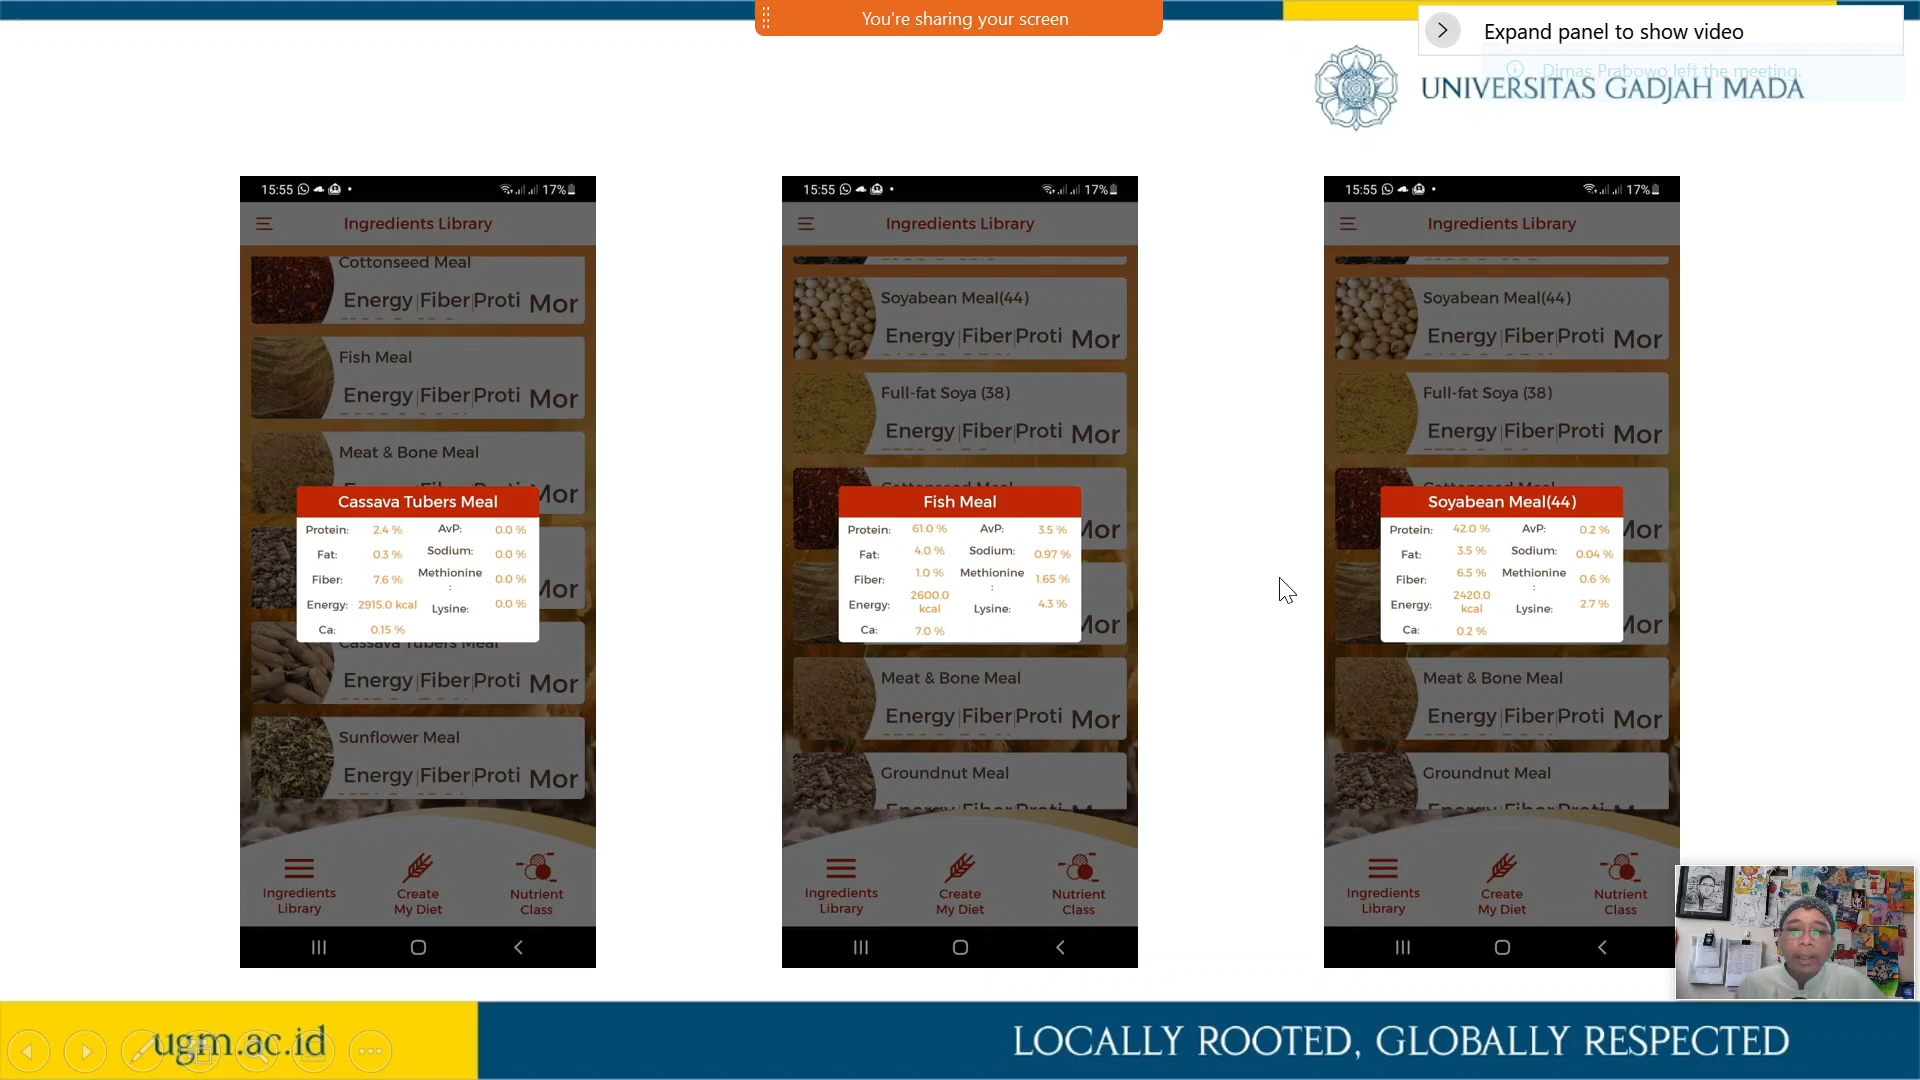 You're sharing your screen
Expand panel to show video
Dimas Prabowo left the meeting.
UNIVERSITAS GADJAH MADA
15:55
17%
Ingredients Library
Cottonseed Meal
Energy Fiber Proti Mor
Fish Meal
Energy Fiber Proti Mor
Meat & Bone Meal
Mor
Cassava Tubers Meal
Protein: 2.4 % AvP: 0.0 %
Fat: 0.3 % Sodium: 0.0 %
Fiber: 7.6 % Methionine : 0.0 %
Energy: 2915.0 kcal Lysine: 0.0 %
Ca: 0.15 %
Mor
Cassava Tubers Meal
Energy Fiber Proti Mor
Sunflower Meal
Energy Fiber Proti Mor
Ingredients Library
Create My Diet
Nutrient Class
15:55
17%
Ingredients Library
Soyabean Meal(44)
Energy Fiber Proti Mor
Full-fat Soya (38)
Energy Fiber Proti Mor
Fish Meal
Protein: 61.0 % AvP: 3.5 %
Fat: 4.0 % Sodium: 0.97 %
Fiber: 1.0 % Methionine : 1.65 %
Energy: 2600.0 kcal Lysine: 4.3 %
Ca: 7.0 %
Meat & Bone Meal
Energy Fiber Proti Mor
Groundnut Meal
Ingredients Library
Create My Diet
Nutrient Class
15:55
17%
Ingredients Library
Soyabean Meal(44)
Energy Fiber Proti Mor
Full-fat Soya (38)
Energy Fiber Proti Mor
Soyabean Meal(44)
Protein: 42.0 % AvP: 0.2 %
Fat: 3.5 % Sodium: 0.04 %
Fiber: 6.5 % Methionine : 0.6 %
Energy: 2420.0 kcal Lysine: 2.7 %
Ca: 0.2 %
Meat & Bone Meal
Energy Fiber Proti Mor
Groundnut Meal
Ingredients Library
Create My Diet
Nutrient Class
ugm.ac.id
LOCALLY ROOTED, GLOBALLY RESPECTED